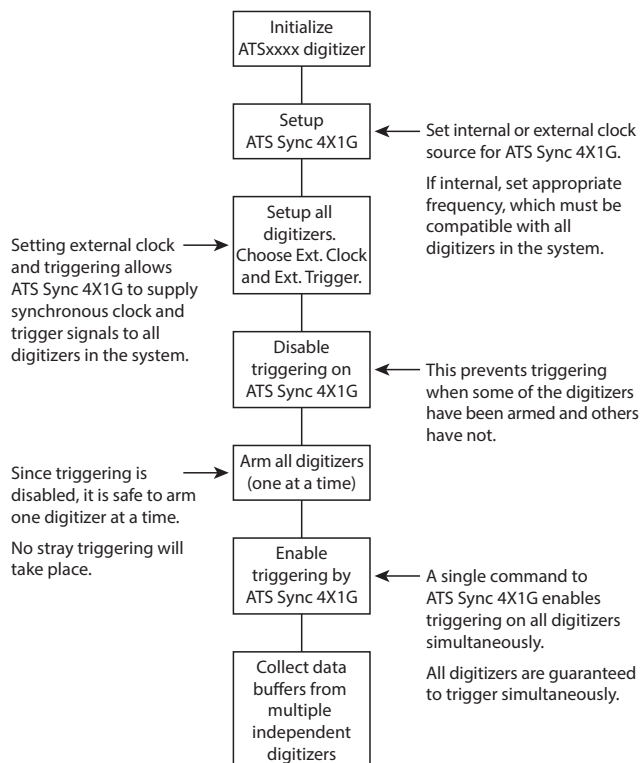 Initialize
ATSxxxx digitizer
Setup
ATS Sync 4X1G
Set internal or external clock
source for ATS Sync 4X1G.
If internal, set appropriate
frequency, which must be
compatible with all
digitizers in the system.
Setup all
digitizers.
Choose Ext. Clock
and Ext. Trigger.
Setting external clock
and triggering allows
ATS Sync 4X1G to supply
synchronous clock and
trigger signals to all
digitizers in the system.
Disable
triggering on
ATS Sync 4X1G
This prevents triggering
when some of the digitizers
have been armed and others
have not.
Arm all digitizers
(one at a time)
Since triggering is
disabled, it is safe to arm
one digitizer at a time.
No stray triggering will
take place.
Enable
triggering by
ATS Sync 4X1G
A single command to
ATS Sync 4X1G enables
triggering on all digitizers
simultaneously.
All digitizers are guaranteed
to trigger simultaneously.
Collect data
buffers from
multiple
independent
digitizers